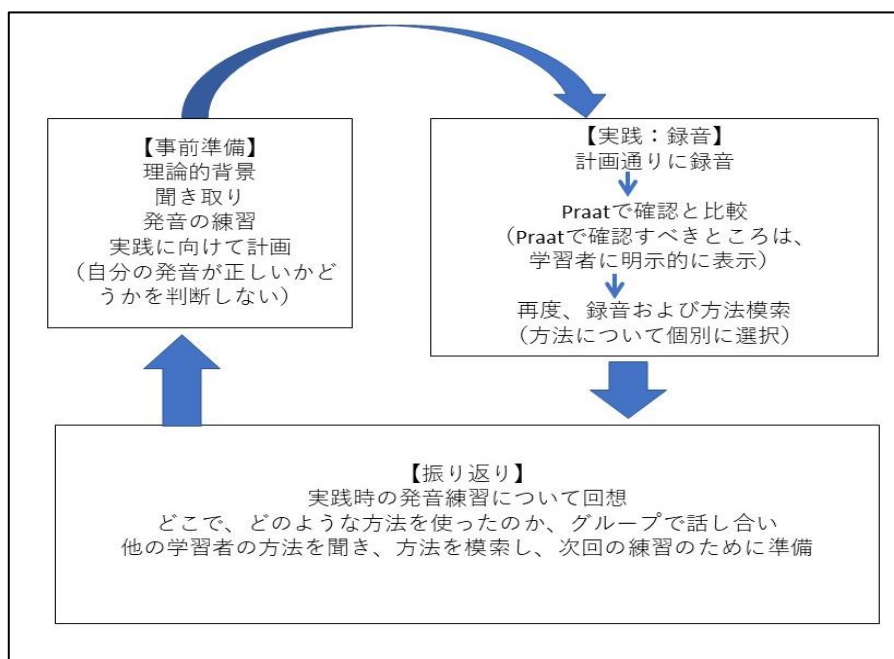 【事前準備】
理論的背景
聞き取り
発音の練習
実践に向けて計画
（自分の発音が正しいかど
うかを判断しない）
【実践：録音】
計画通りに録音
Praatで確認と比較
（Praatで確認すべきところは、
学習者に明示的に表示）
再度、録音および方法模索
（方法について個別に選択）
【振り返り】
実践時の発音練習について回想
どこで、どのような方法を使ったのか、グループで話し合い
他の学習者の方法を聞き、方法を模索し、次回の練習のために準備